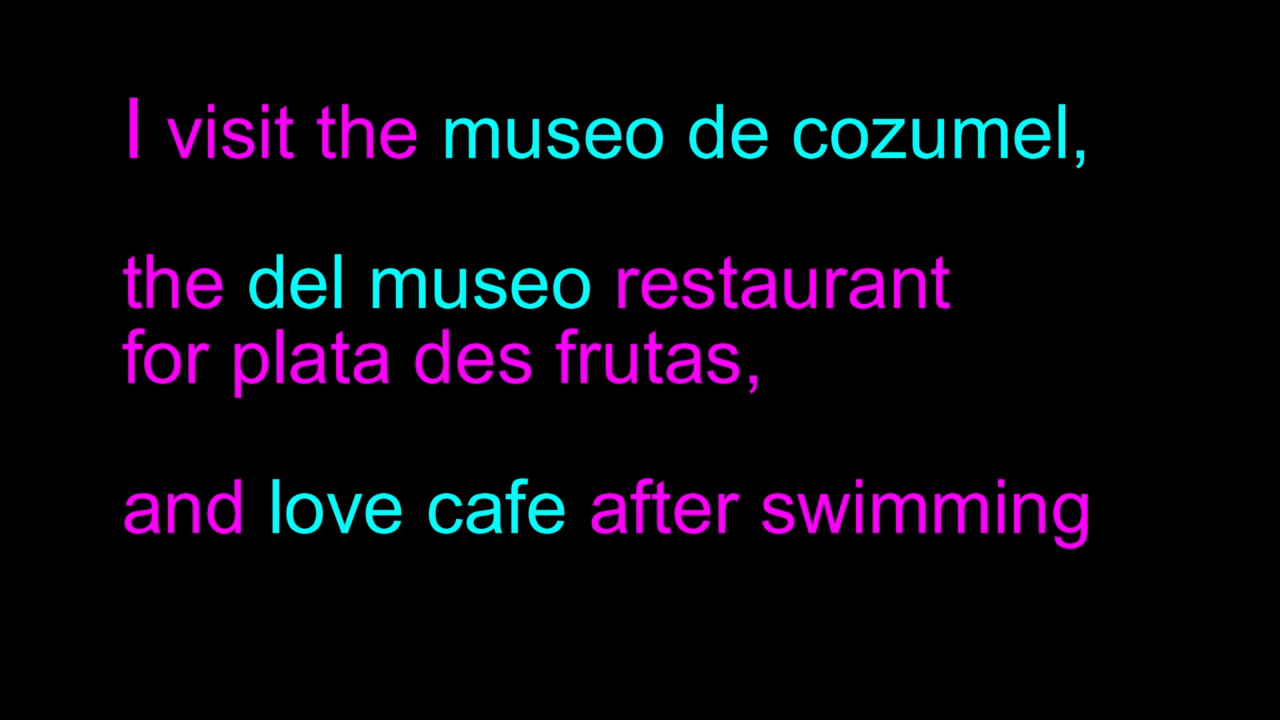 I visit the museo de cozumel,
the del museo restaurant
for plata des frutas,
and love cafe after swimming